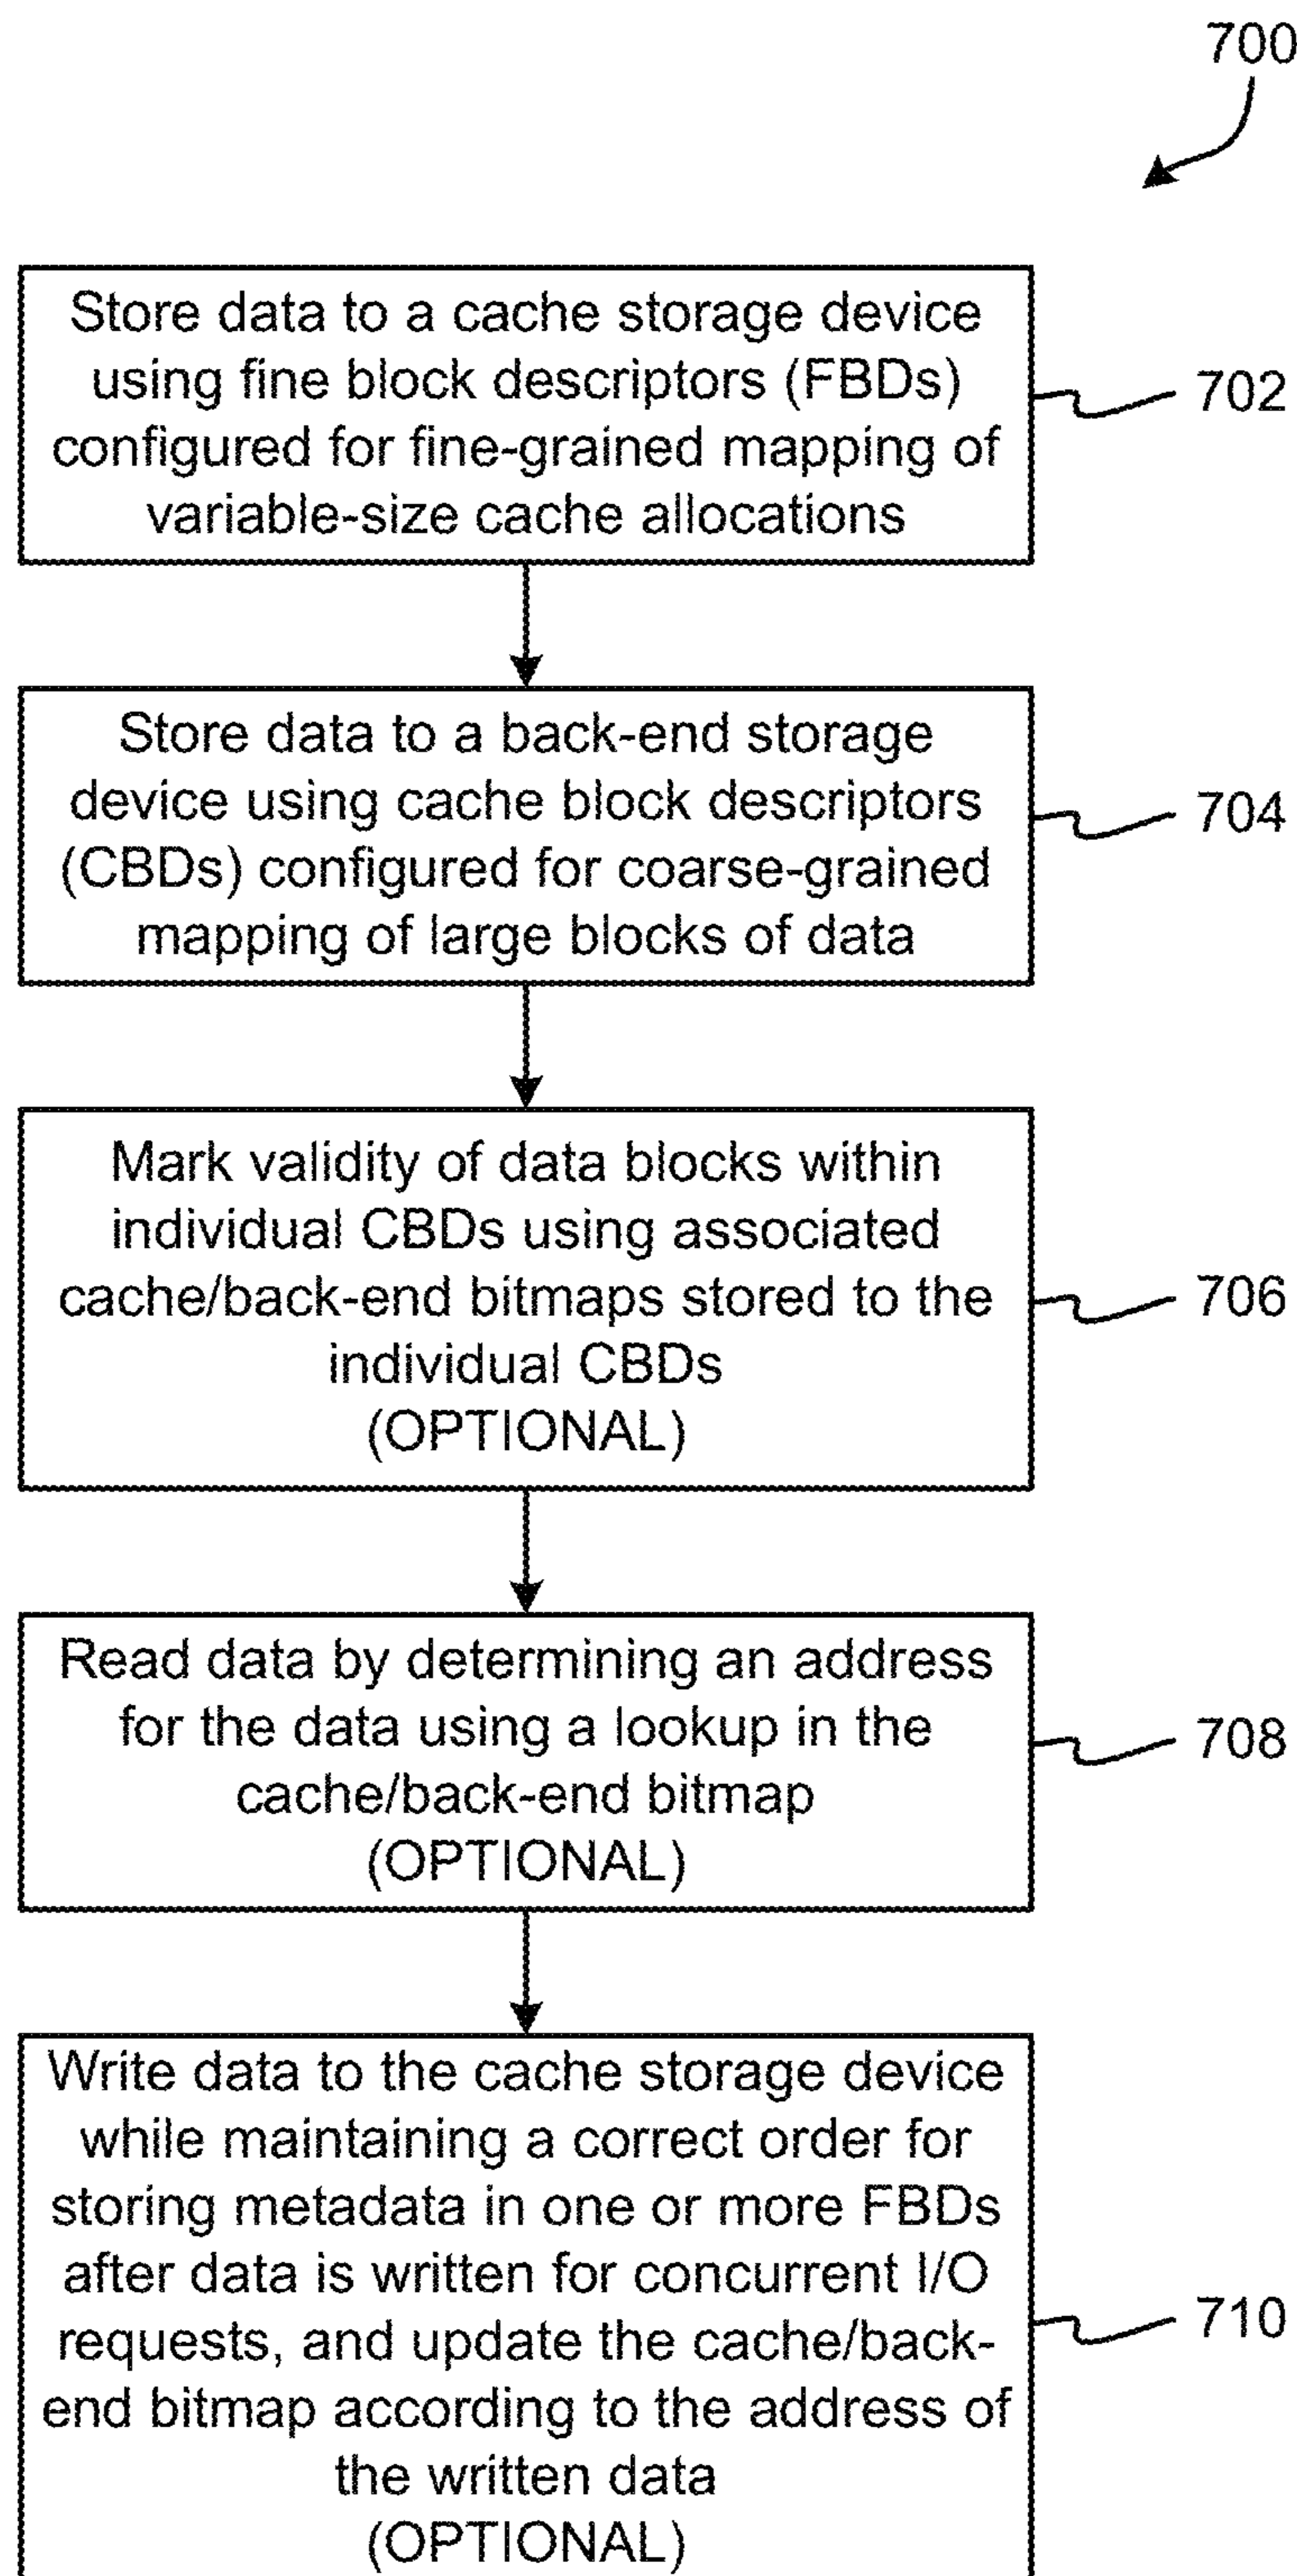 700
Store data to a cache storage device
using fine block descriptors (FBDs)
configured for fine-grained mapping of
variable-size cache allocations
702
Store data to a back-end storage
device using cache block descriptors
(CBDs) configured for coarse-grained
mapping of large blocks of data
704
Mark validity of data blocks within
individual CBDs using associated
cache/back-end bitmaps stored to the
individual CBDs
(OPTIONAL)
706
Read data by determining an address
for the data using a lookup in the
cache/back-end bitmap
(OPTIONAL)
708
Write data to the cache storage device
while maintaining a correct order for
storing metadata in one or more FBDs
after data is written for concurrent I/O
requests, and update the cache/back-
end bitmap according to the address of
the written data
(OPTIONAL)
710